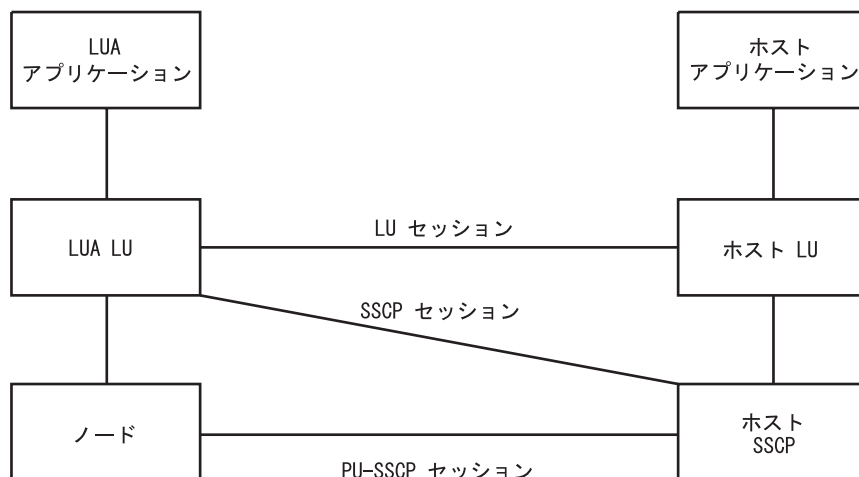 LUA
アプリケーション
ホスト
アプリケーション
LUA LU
LU セッション
ホスト LU
SSCP セッション
ノード
ホスト
SSCP
PU-SSCP セッション